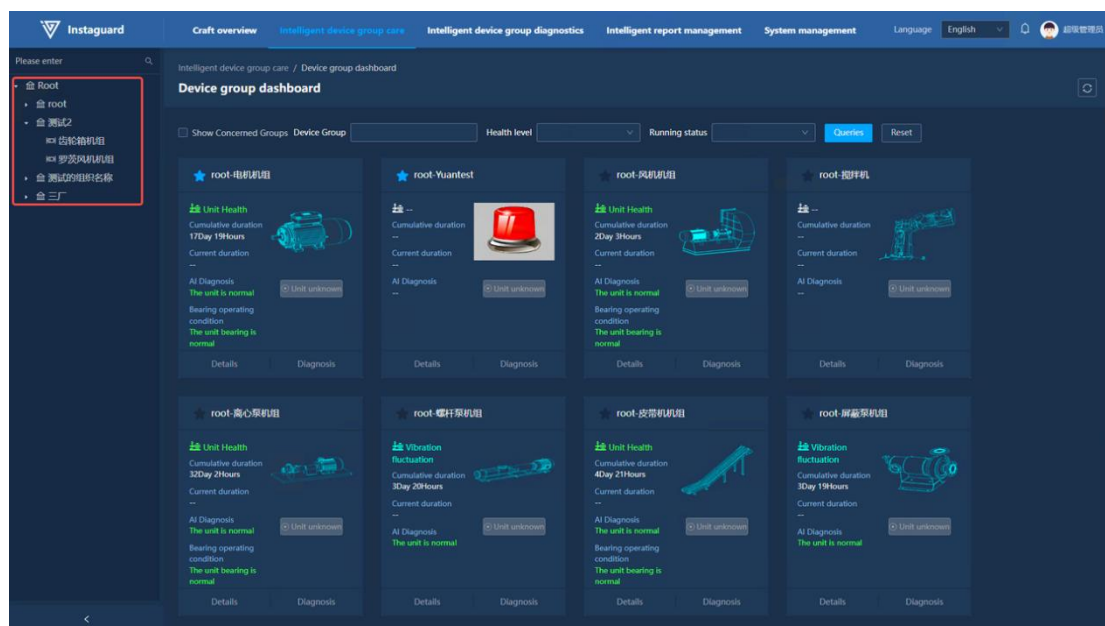 Instaguard
Craft overview
Intelligent device group care
Intelligent device group diagnostics
Intelligent report management
System management
Language
English
超级管理员
Please enter
Root
root
测试2
齿轮箱机组
罗茨风机机组
测试的组织名称
三厂
Intelligent device group care / Device group dashboard
Device group dashboard
Show Concerned Groups
Device Group
Health level
Running status
Queries
Reset
root-电机机组
Unit Health
Cumulative duration
17Day 19Hours
Current duration
--
AI Diagnosis
The unit is normal
Unit unknown
Bearing operating
condition
The unit bearing is
normal
Details
Diagnosis
root-Yuantest
--
Cumulative duration
--
Current duration
--
AI Diagnosis
--
Unit unknown
Details
Diagnosis
root-风机机组
Unit Health
Cumulative duration
2Day 3Hours
Current duration
--
AI Diagnosis
The unit is normal
Unit unknown
Bearing operating
condition
The unit bearing is
normal
Details
Diagnosis
root-搅拌机
--
Cumulative duration
--
Current duration
--
AI Diagnosis
--
Unit unknown
Details
Diagnosis
root-离心泵机组
Unit Health
Cumulative duration
32Day 2Hours
Current duration
--
AI Diagnosis
The unit is normal
Unit unknown
Bearing operating
condition
The unit bearing is
normal
Details
Diagnosis
root-螺杆泵机组
Vibration
fluctuation
Cumulative duration
3Day 20Hours
Current duration
--
AI Diagnosis
The unit is normal
Unit unknown
Details
Diagnosis
root-皮带机机组
Unit Health
Cumulative duration
4Day 21Hours
Current duration
--
AI Diagnosis
The unit is normal
Unit unknown
Bearing operating
condition
The unit bearing is
normal
Details
Diagnosis
root-屏蔽泵机组
Vibration
fluctuation
Cumulative duration
3Day 19Hours
Current duration
--
AI Diagnosis
The unit is normal
Unit unknown
Details
Diagnosis